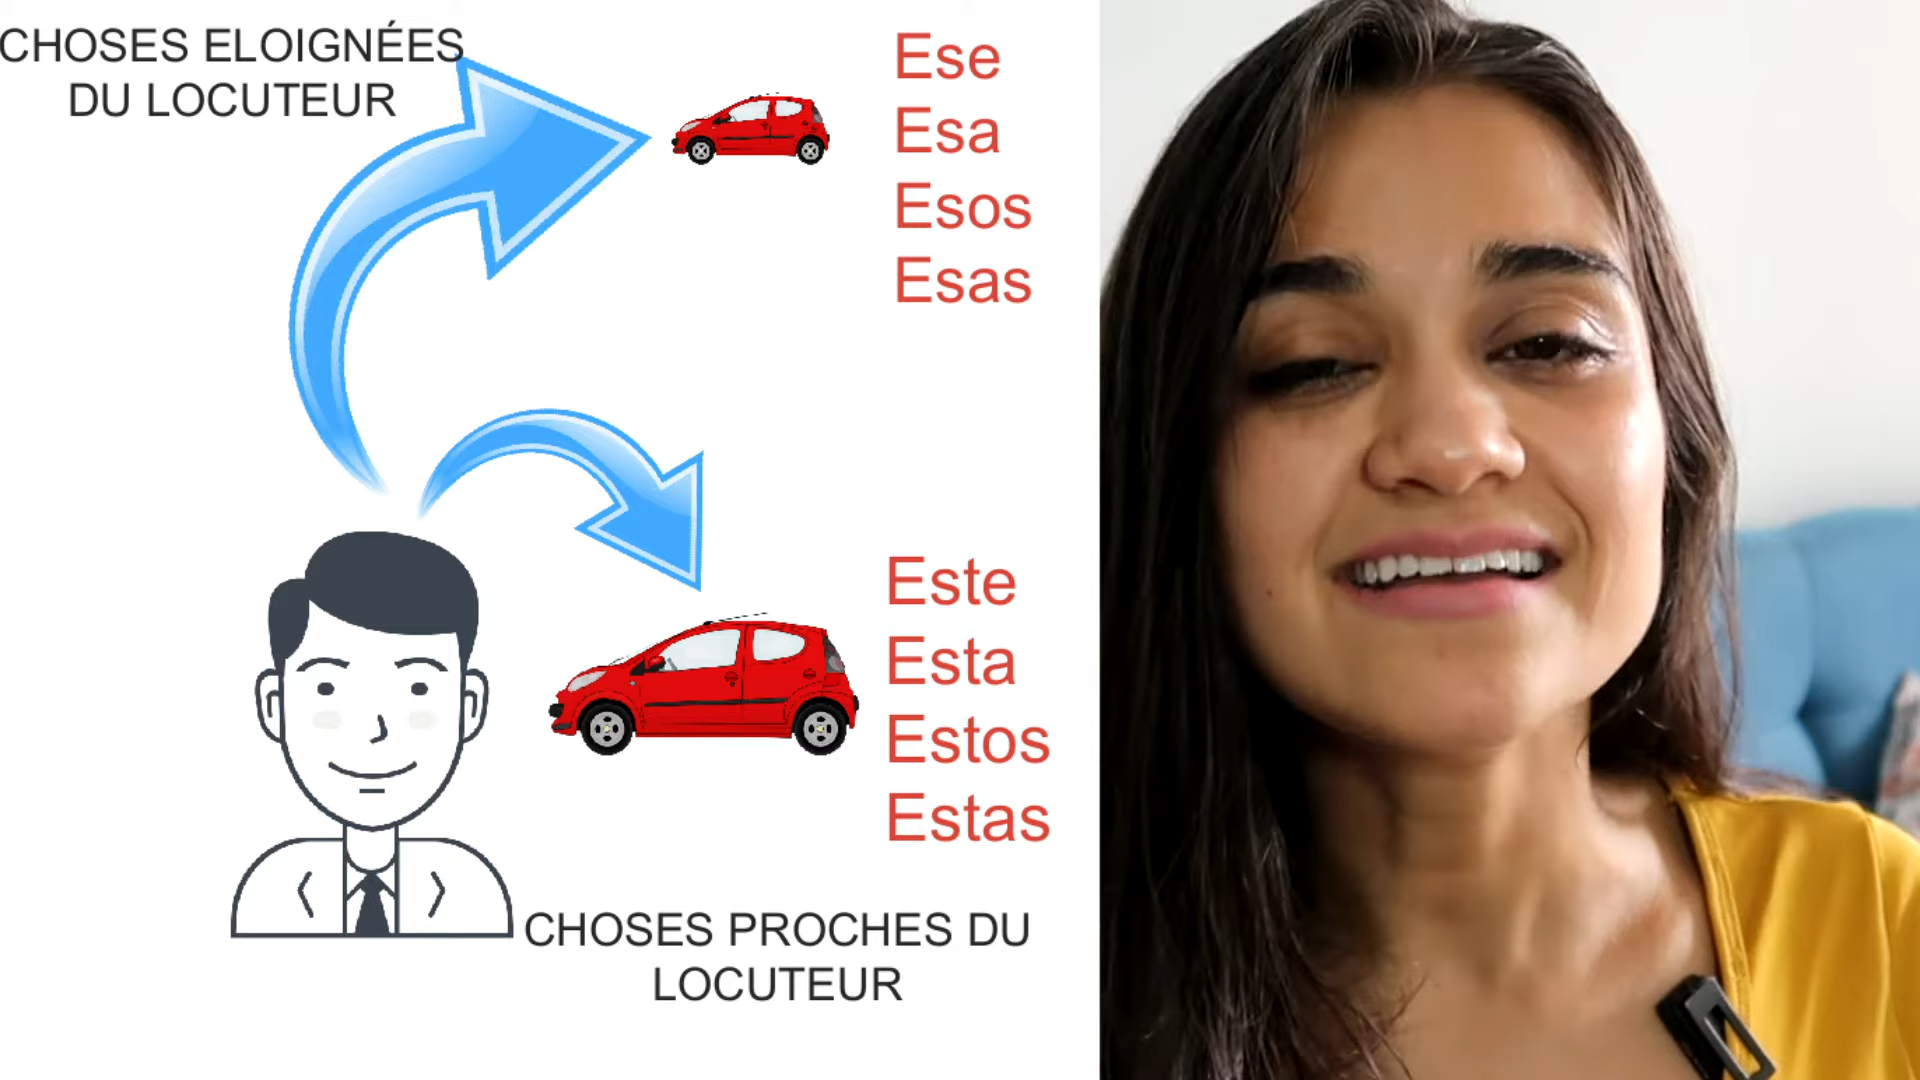 CHOSES ELOIGNÉES
DU LOCUTEUR
Ese
Esa
Esos
Esas
Este
Esta
Estos
Estas
CHOSES PROCHES DU
LOCUTEUR